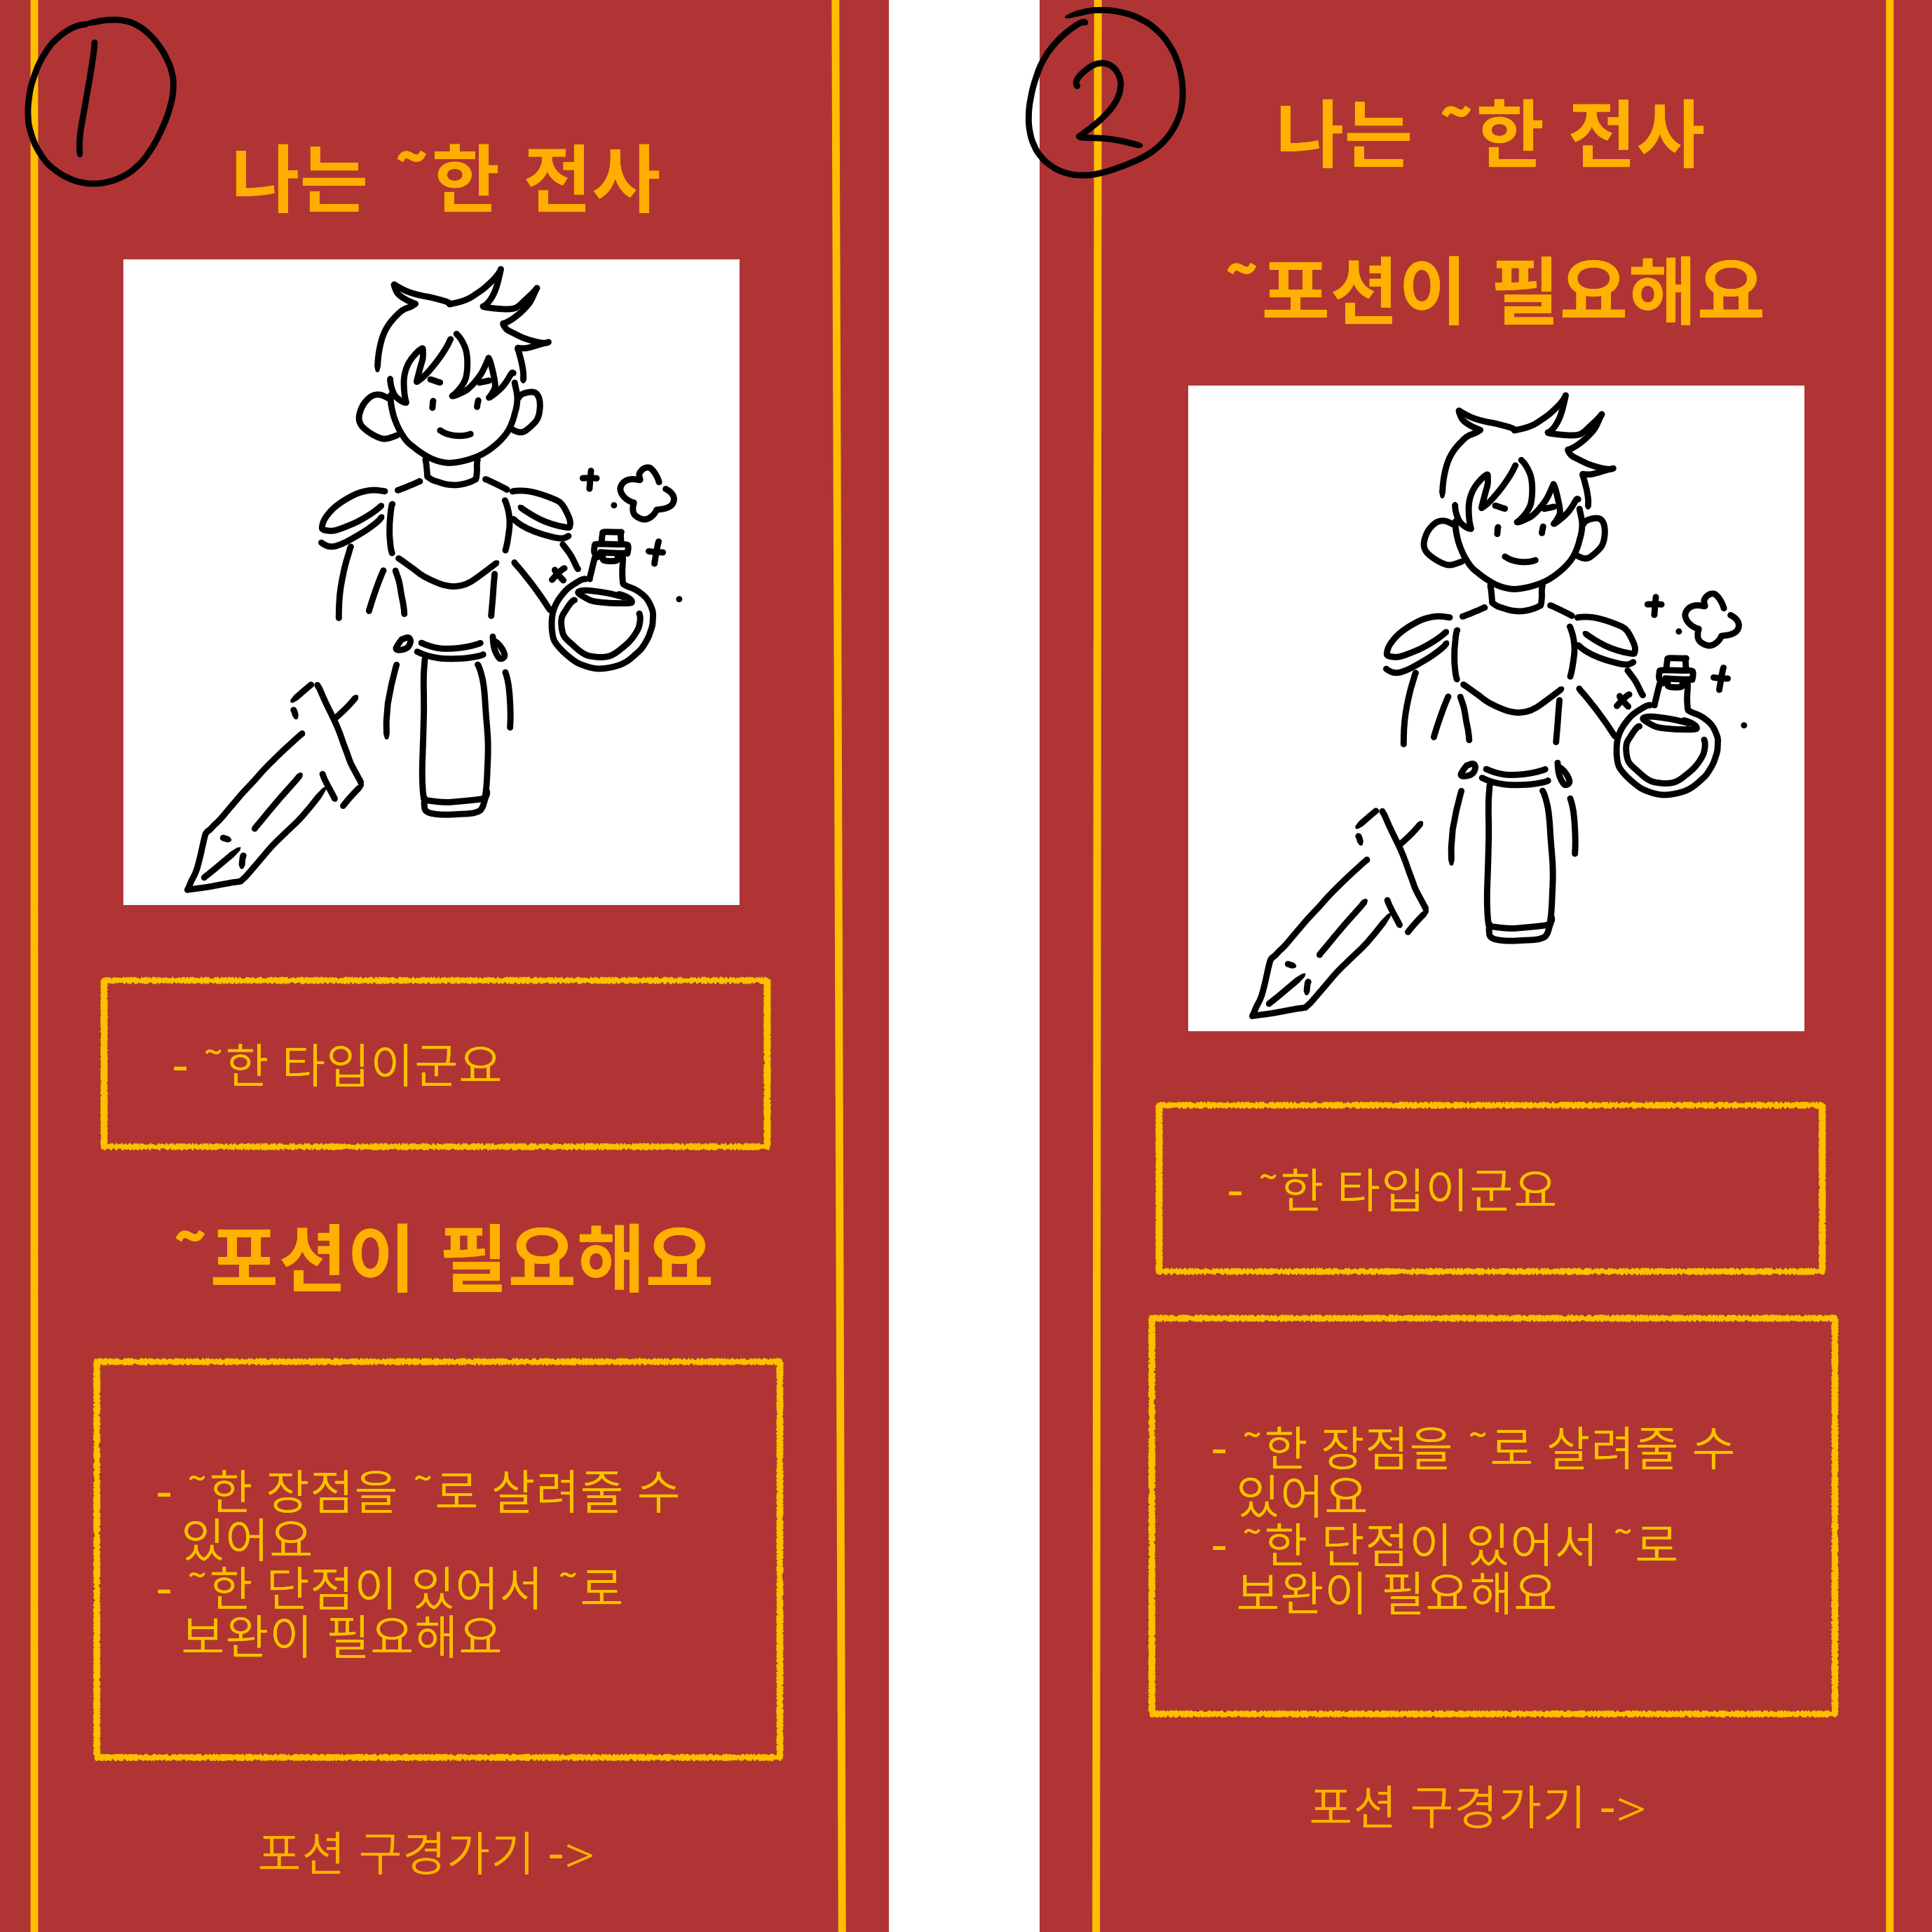 1
나는 ~한 전사
- ~한 타입이군요
~포션이 필요해요
- ~한 장점을 ~로 살려줄 수
있어요
- ~한 단점이 있어서 ~로
보완이 필요해요
포션 구경가기 ->
2
나는 ~한 전사
~포션이 필요해요
- ~한 타입이군요
- ~한 장점을 ~로 살려줄 수
있어요
- ~한 단점이 있어서 ~로
보완이 필요해요
포션 구경가기 ->